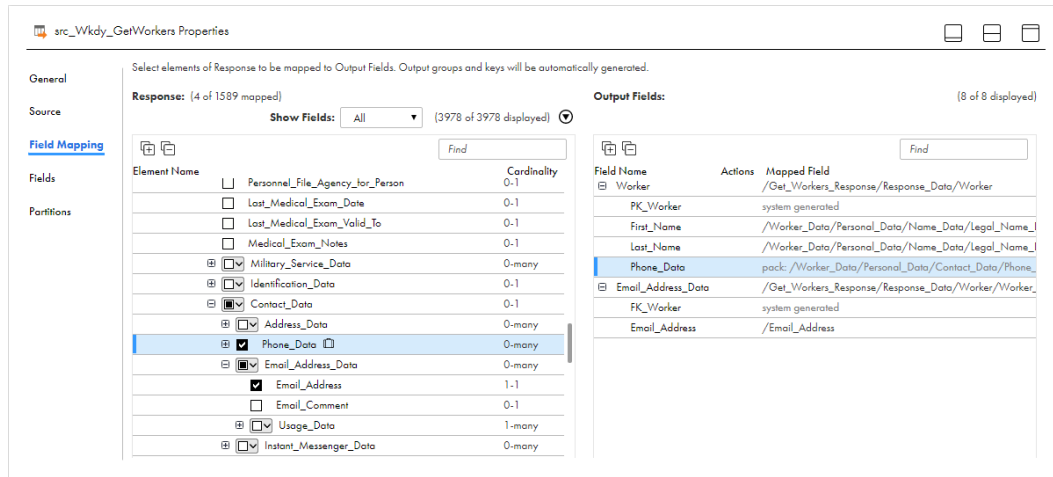 src_Wkdy_GetWorkers Properties
General
Source
Field Mapping
Fields
Partitions
Select elements of Response to be mapped to Output Fields. Output groups and keys will be automatically generated.
Response: (4 of 1589 mapped)
Show Fields: All (3978 of 3978 displayed)
Find
Element Name Cardinality
Personnel_File_Agency_for_Person 0-1
Last_Medical_Exam_Date 0-1
Last_Medical_Exam_Valid_To 0-1
Medical_Exam_Notes 0-1
Military_Service_Data 0-many
Identification_Data 0-1
Contact_Data 0-1
Address_Data 0-many
Phone_Data 0-many
Email_Address_Data 0-many
Email_Address 1-1
Email_Comment 0-1
Usage_Data 1-many
Instant_Messenger_Data 0-many
Output Fields: (8 of 8 displayed)
Find
Field Name Actions Mapped Field
Worker /Get_Workers_Response/Response_Data/Worker
PK_Worker system generated
First_Name /Worker_Data/Personal_Data/Name_Data/Legal_Name_
Last_Name /Worker_Data/Personal_Data/Name_Data/Legal_Name_
Phone_Data pack: /Worker_Data/Personal_Data/Contact_Data/Phone_
Email_Address_Data /Get_Workers_Response/Response_Data/Worker/Worker_
FK_Worker system generated
Email_Address /Email_Address